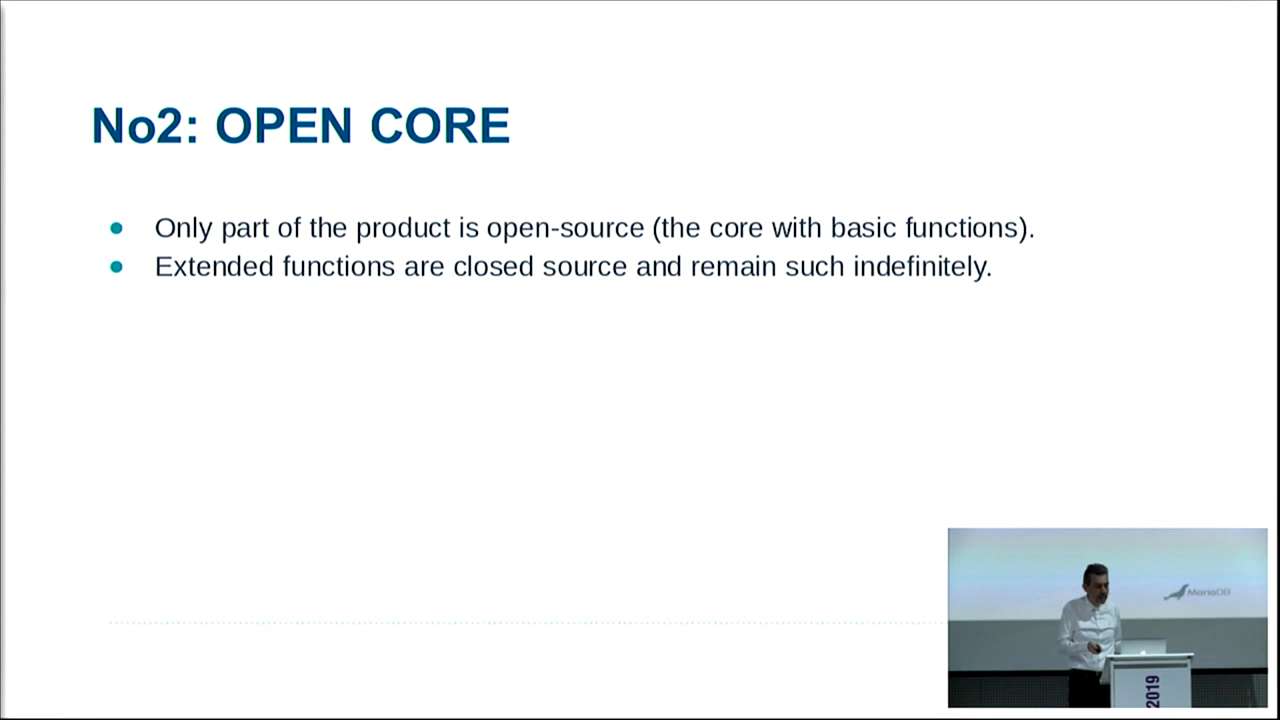 No2: OPEN CORE
● Only part of the product is open-source (the core with basic functions).
● Extended functions are closed source and remain such indefinitely.
MariaDB
2019